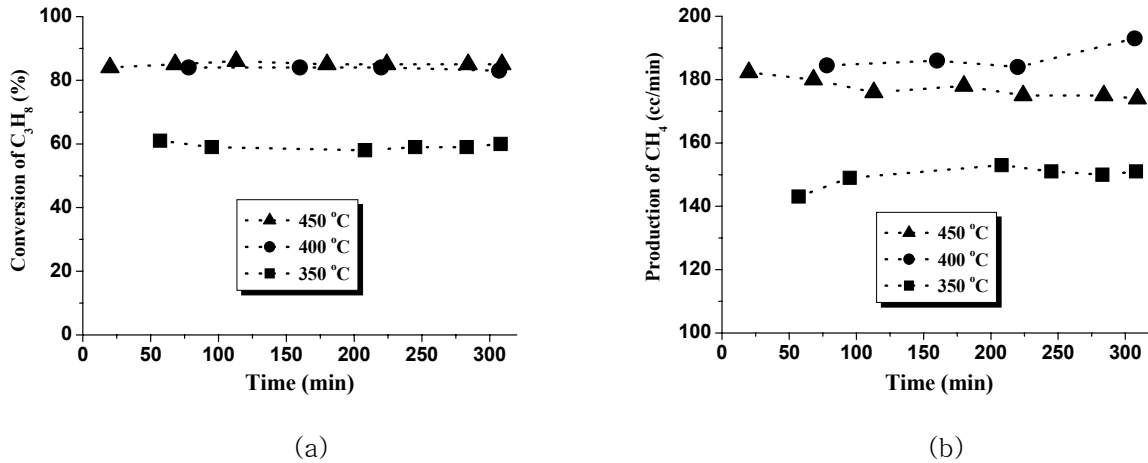 100
80
60
40
20
0
Conversion of C₃H₈ (%)
450 °C
400 °C
350 °C
0 50 100 150 200 250 300
Time (min)
(a)
200
180
160
140
120
100
Production of CH₄ (cc/min)
450 °C
400 °C
350 °C
0 50 100 150 200 250 300
Time (min)
(b)